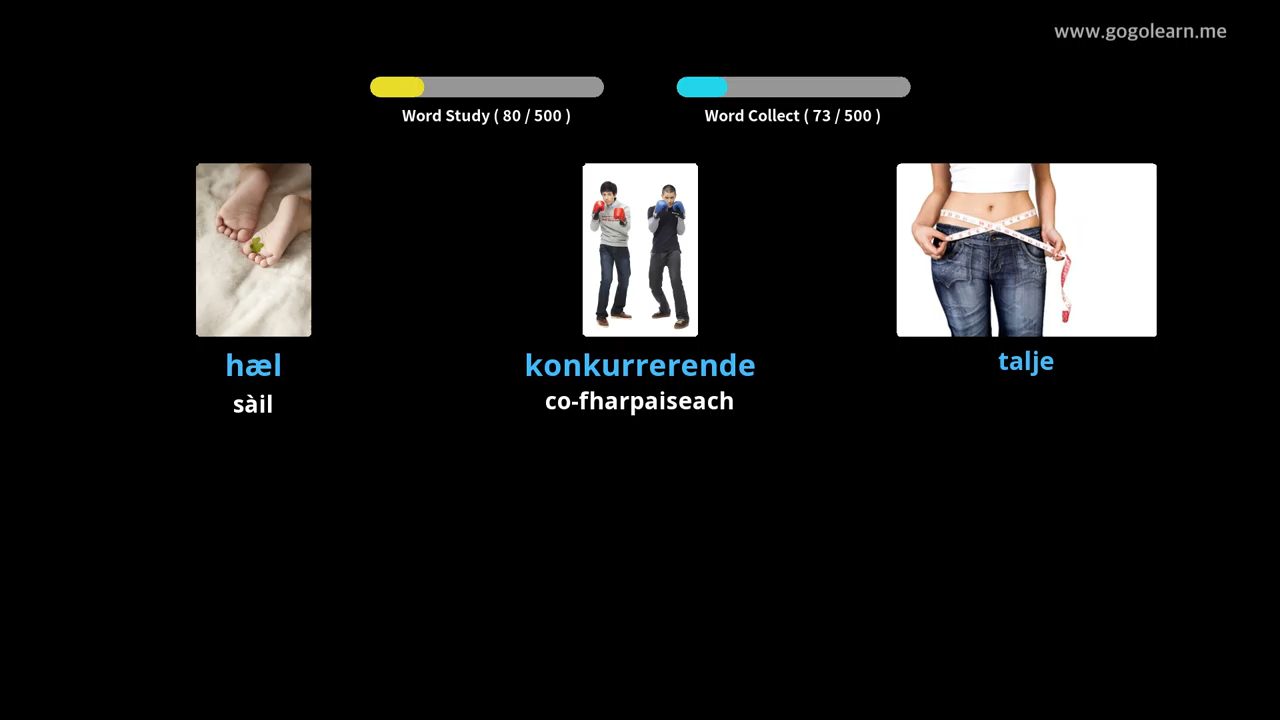 www.gogolearn.me
Word Study ( 80 / 500 )
Word Collect ( 73 / 500 )
hæl
konkurrerende
talje
sàil
co-fharpaiseach